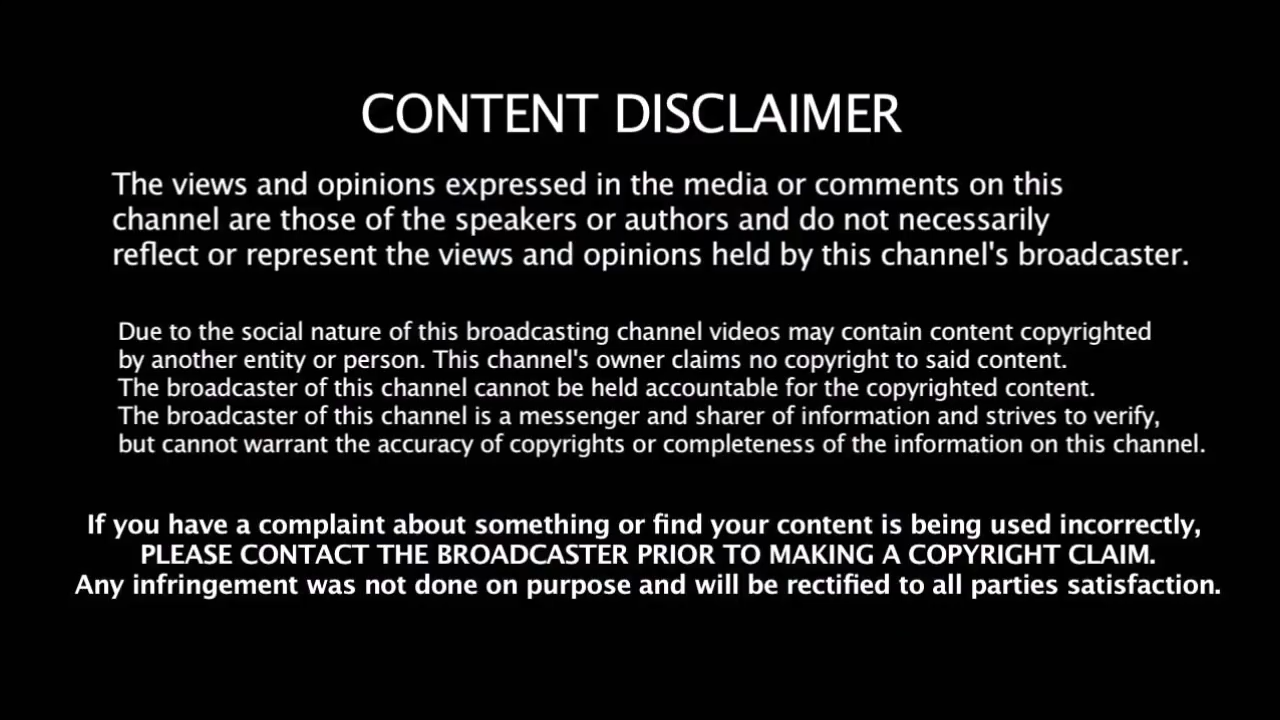 CONTENT DISCLAIMER
The views and opinions expressed in the media or comments on this
channel are those of the speakers or authors and do not necessarily
reflect or represent the views and opinions held by this channel's broadcaster.
Due to the social nature of this broadcasting channel videos may contain content copyrighted
by another entity or person. This channel's owner claims no copyright to said content.
The broadcaster of this channel cannot be held accountable for the copyrighted content.
The broadcaster of this channel is a messenger and sharer of information and strives to verify,
but cannot warrant the accuracy of copyrights or completeness of the information on this channel.
If you have a complaint about something or find your content is being used incorrectly,
PLEASE CONTACT THE BROADCASTER PRIOR TO MAKING A COPYRIGHT CLAIM.
Any infringement was not done on purpose and will be rectified to all parties satisfaction.